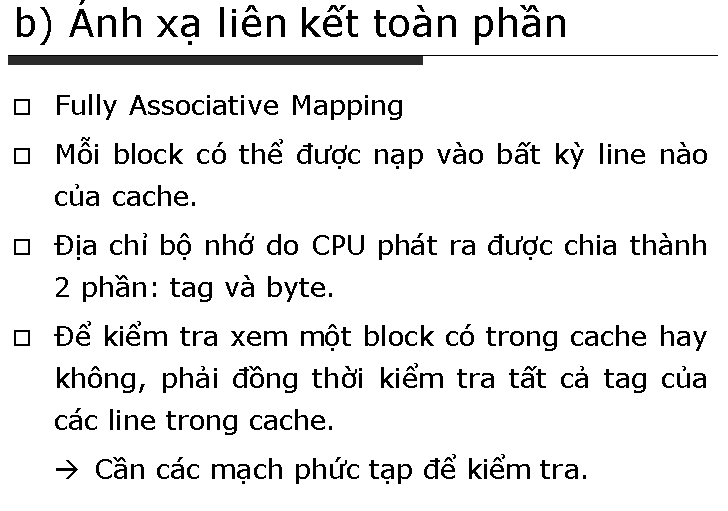 b) Ánh xạ liên kết toàn phần
□ Fully Associative Mapping
□ Mỗi block có thể được nạp vào bất kỳ line nào
của cache.
□ Địa chỉ bộ nhớ do CPU phát ra được chia thành
2 phần: tag và byte.
□ Để kiểm tra xem một block có trong cache hay
không, phải đồng thời kiểm tra tất cả tag của
các line trong cache.
→ Cần các mạch phức tạp để kiểm tra.